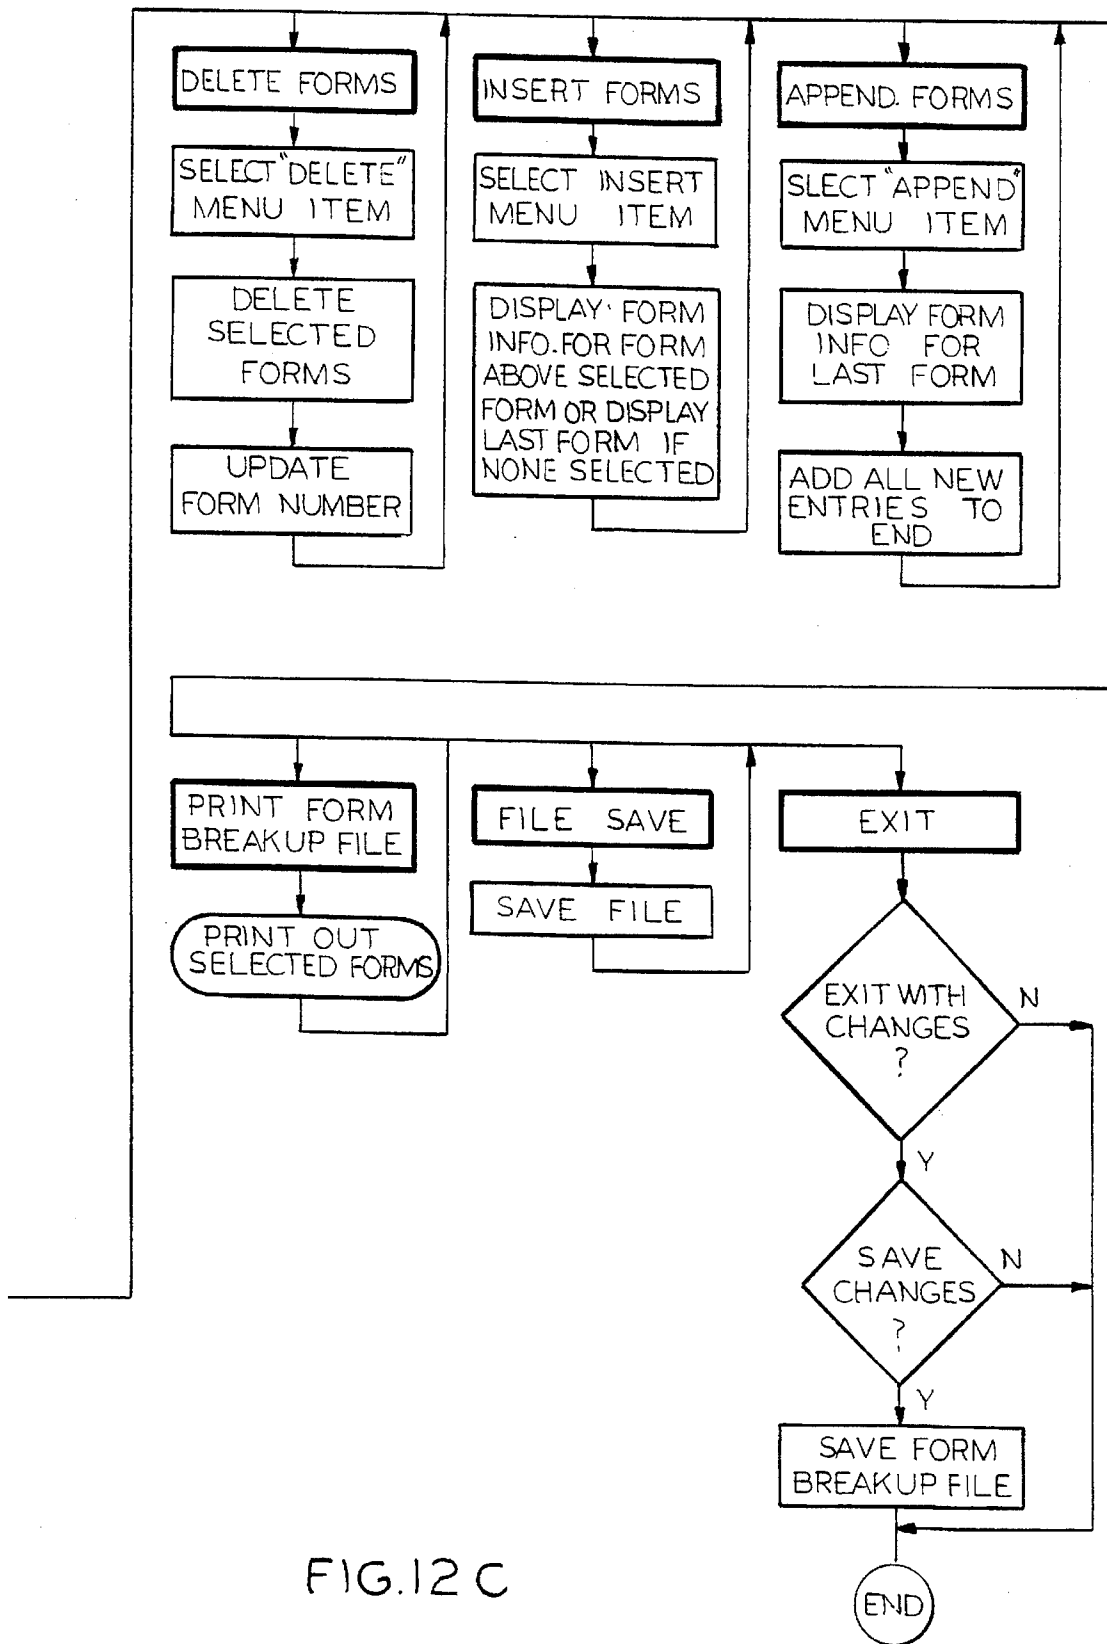 DELETE FORMS
SELECT "DELETE"
MENU ITEM
DELETE
SELECTED
FORMS
UPDATE
FORM NUMBER
INSERT FORMS
SELECT INSERT
MENU ITEM
DISPLAY FORM
INFO. FOR FORM
ABOVE SELECTED
FORM OR DISPLAY
LAST FORM IF
NONE SELECTED
APPEND. FORMS
SLECT "APPEND"
MENU ITEM
DISPLAY FORM
INFO FOR
LAST FORM
ADD ALL NEW
ENTRIES TO
END
PRINT FORM
BREAKUP FILE
PRINT OUT
SELECTED FORMS
FILE SAVE
SAVE FILE
EXIT
EXIT WITH
CHANGES
?
N
Y
SAVE
CHANGES
?
N
Y
SAVE FORM
BREAKUP FILE
END
FIG.12C